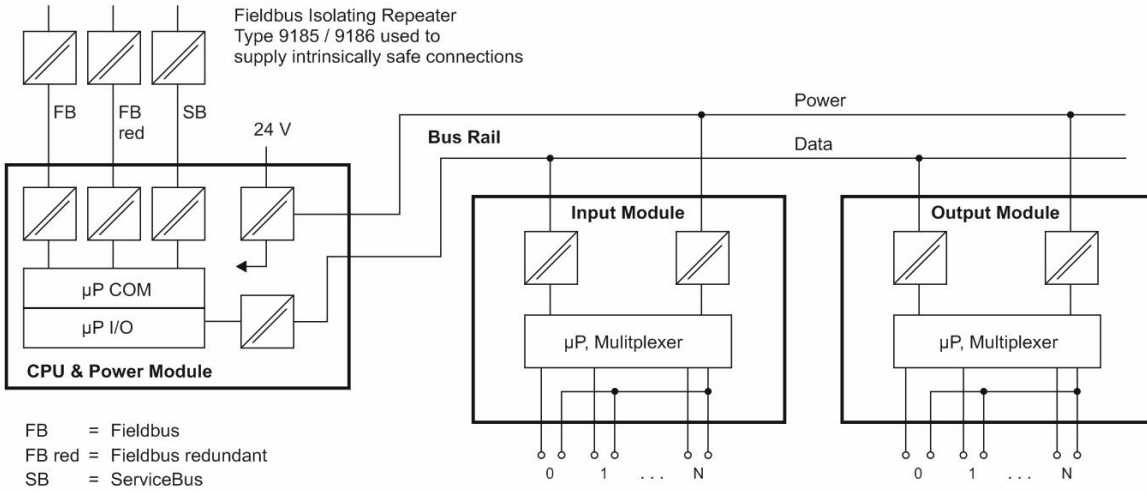 Fieldbus Isolating Repeater
Type 9185 / 9186 used to
supply intrinsically safe connections
FB
FB
red
SB
24 V
Bus Rail
Power
Data
µP COM
µP I/O
CPU & Power Module
Input Module
µP, Mulitplexer
0 1 . . . N
Output Module
µP, Multiplexer
0 1 . . . N
FB = Fieldbus
FB red = Fieldbus redundant
SB = ServiceBus